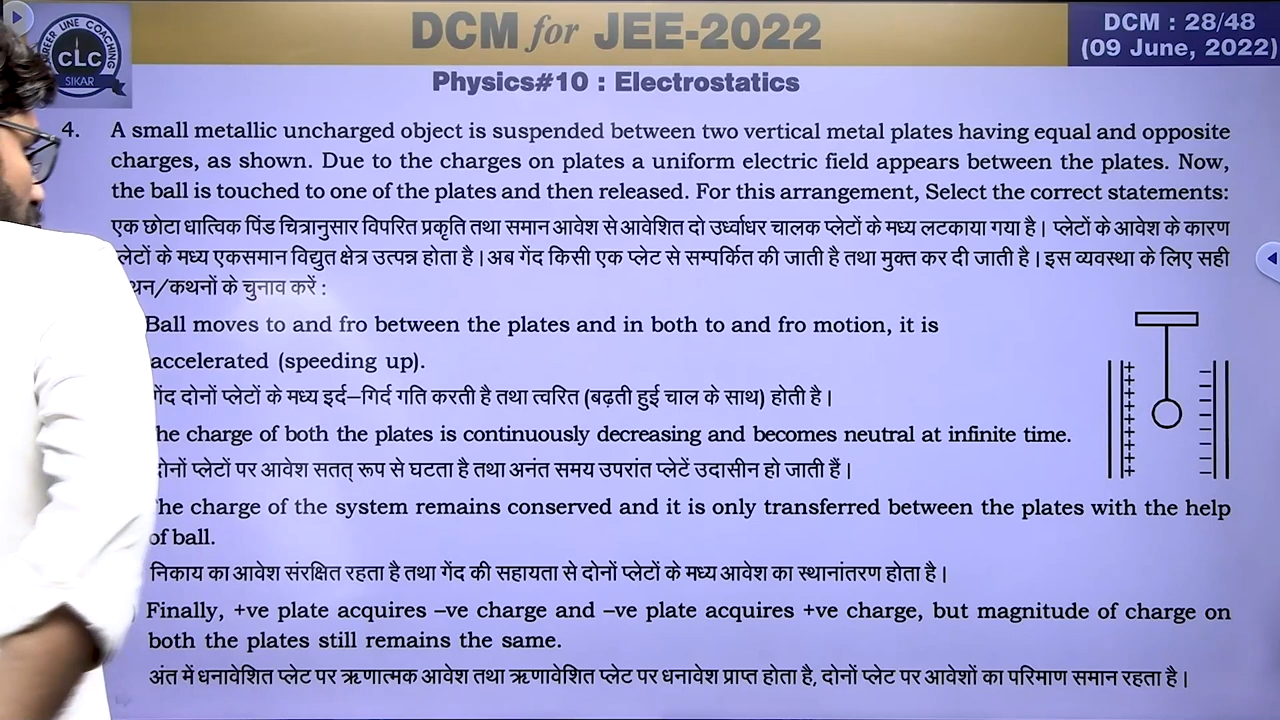 DCM for JEE-2022
DCM : 28/48
(09 June, 2022)
CAREER LINE COACHING
CLC
SIKAR
Physics#10 : Electrostatics
4. A small metallic uncharged object is suspended between two vertical metal plates having equal and opposite
charges, as shown. Due to the charges on plates a uniform electric field appears between the plates. Now,
the ball is touched to one of the plates and then released. For this arrangement, Select the correct statements:
एक छोटा धात्विक पिंड चित्रानुसार विपरित प्रकृति तथा समान आवेश से आवेशित दो उर्ध्वाधर चालक प्लेटों के मध्य लटकाया गया है। प्लेटों के आवेश के कारण
प्लेटों के मध्य एकसमान विद्युत क्षेत्र उत्पन्न होता है। अब गेंद किसी एक प्लेट से सम्पर्कित की जाती है तथा मुक्त कर दी जाती है। इस व्यवस्था के लिए सही
थन/कथनों के चुनाव करें :
Ball moves to and fro between the plates and in both to and fro motion, it is
accelerated (speeding up).
गेंद दोनों प्लेटों के मध्य इर्द–गिर्द गति करती है तथा त्वरित (बढ़ती हुई चाल के साथ) होती है।
he charge of both the plates is continuously decreasing and becomes neutral at infinite time.
दोनों प्लेटों पर आवेश सतत् रूप से घटता है तथा अनंत समय उपरांत प्लेटें उदासीन हो जाती हैं।
The charge of the system remains conserved and it is only transferred between the plates with the help
of ball.
निकाय का आवेश संरक्षित रहता है तथा गेंद की सहायता से दोनों प्लेटों के मध्य आवेश का स्थानांतरण होता है।
) Finally, +ve plate acquires –ve charge and –ve plate acquires +ve charge, but magnitude of charge on
both the plates still remains the same.
अंत में धनावेशित प्लेट पर ऋणात्मक आवेश तथा ऋणावेशित प्लेट पर धनावेश प्राप्त होता है, दोनों प्लेट पर आवेशों का परिमाण समान रहता है।